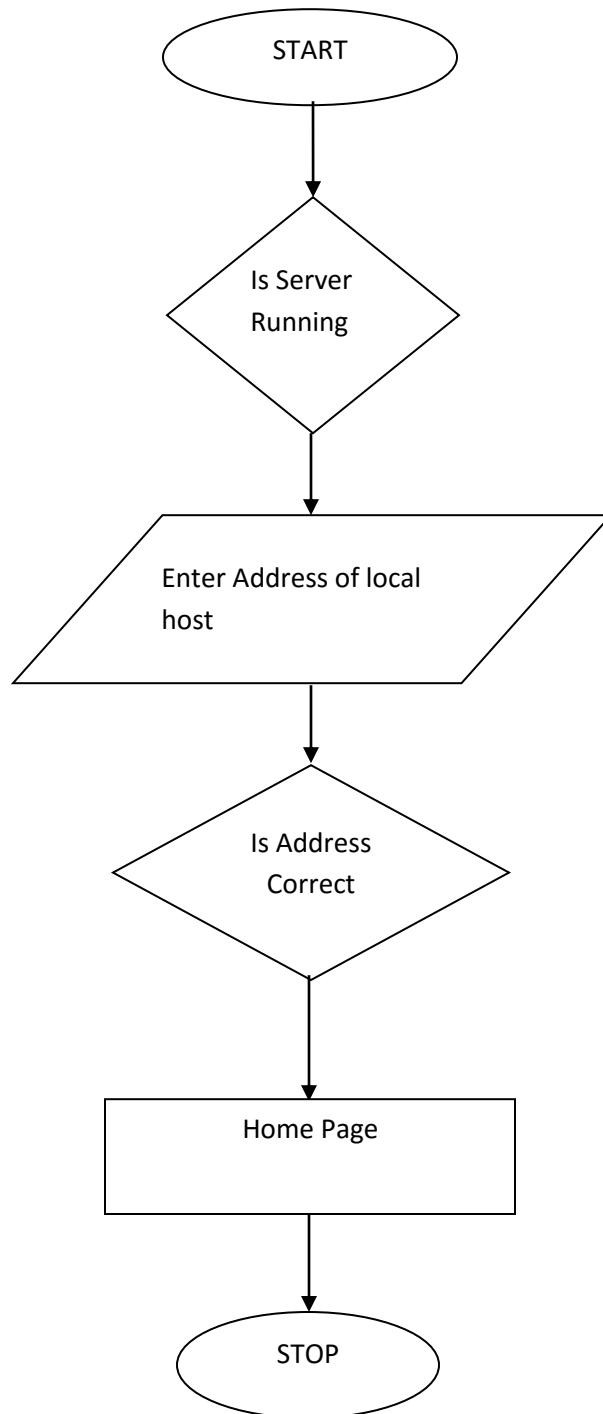 START
Is Server
Running
Enter Address of local
host
Is Address
Correct
Home Page
STOP